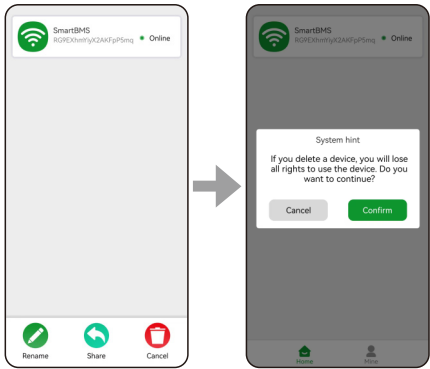 SmartBMS
RG9EXhmYiyX2AKFpP5mq
Online
Rename
Share
Cancel
SmartBMS
RG9EXhmYiyX2AKFpP5mq
Online
System hint
If you delete a device, you will lose
all rights to use the device. Do you
want to continue?
Cancel
Confirm
Home
Mine